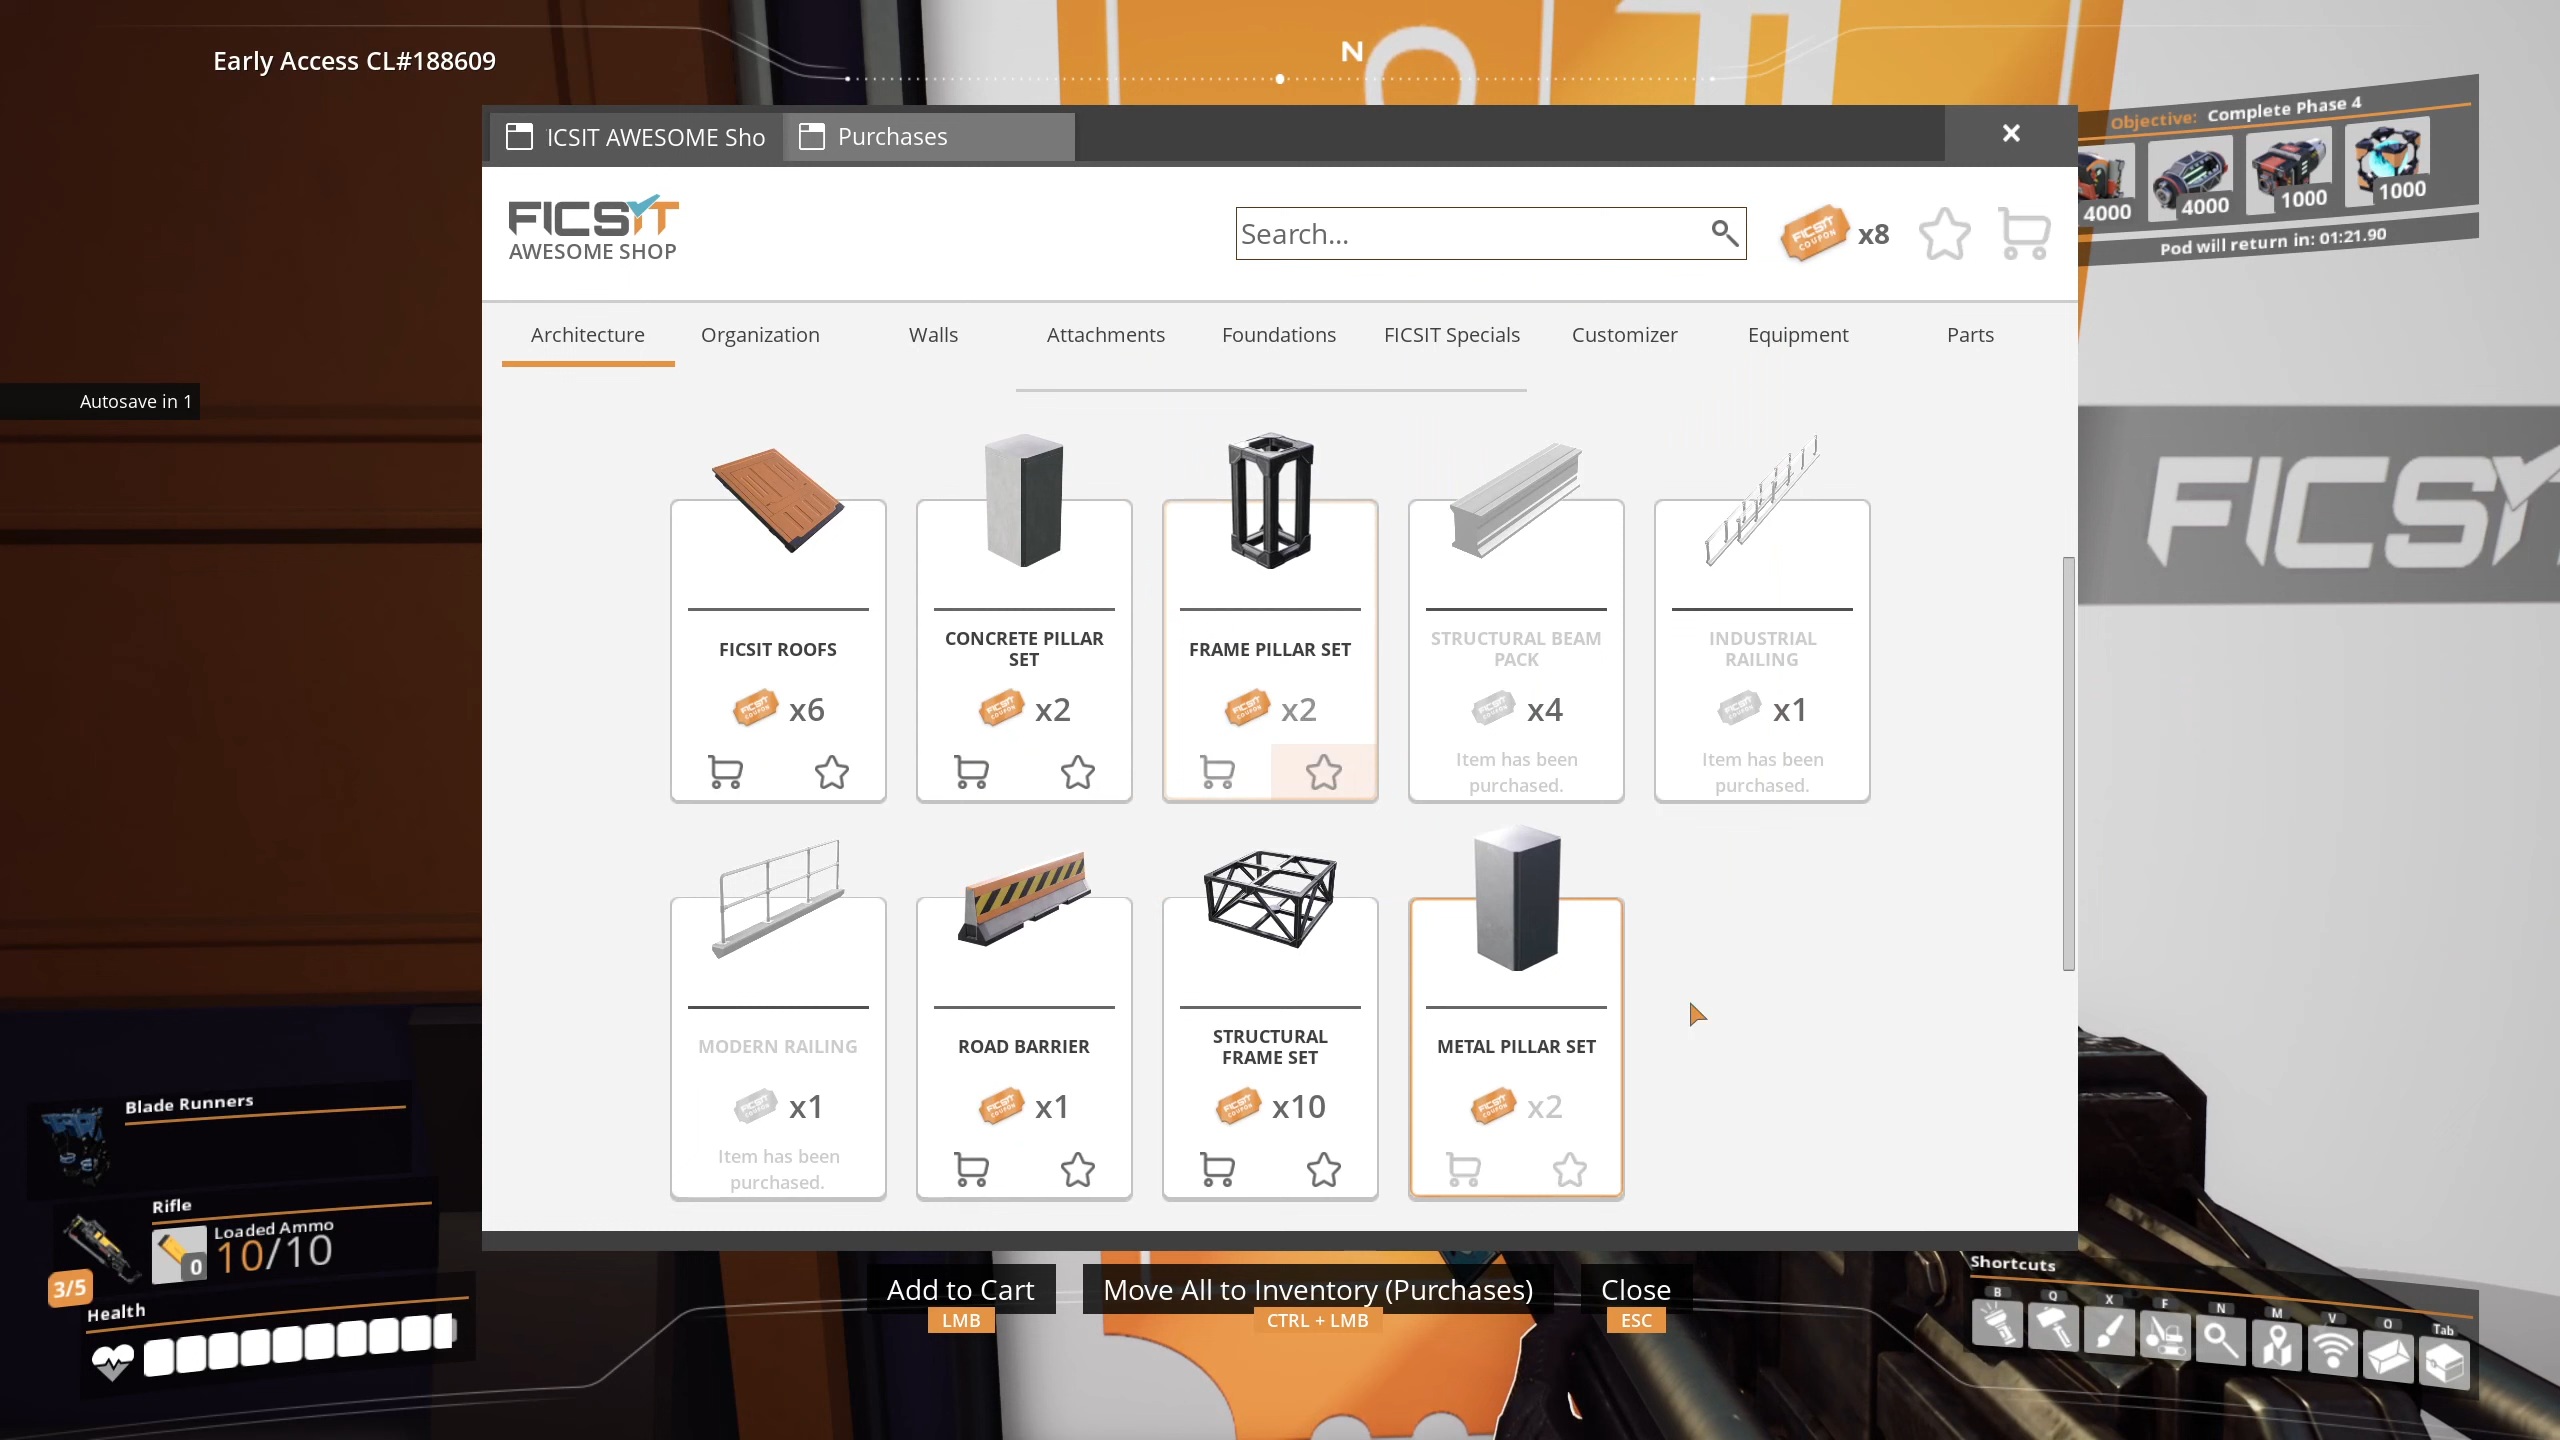 Early Access CL#188609
N
Objective: Complete Phase 4
4000
4000
1000
1000
Pod will return in: 01:21.90
ICSIT AWESOME Sho
Purchases
FICSIT
AWESOME SHOP
Search...
FICSIT COUPON
x8
Architecture
Organization
Walls
Attachments
Foundations
FICSIT Specials
Customizer
Equipment
Parts
Autosave in 1
FICSIT
FICSIT ROOFS
x6
CONCRETE PILLAR
SET
x2
FRAME PILLAR SET
x2
STRUCTURAL BEAM
PACK
x4
Item has been
purchased.
INDUSTRIAL
RAILING
x1
Item has been
purchased.
MODERN RAILING
x1
Item has been
purchased.
ROAD BARRIER
x1
STRUCTURAL
FRAME SET
x10
METAL PILLAR SET
x2
Blade Runners
Rifle
Loaded Ammo
0
10/10
3/5
Health
Add to Cart
LMB
Move All to Inventory (Purchases)
CTRL + LMB
Close
ESC
Shortcuts
B
Q
X
F
N
M
V
O
Tab